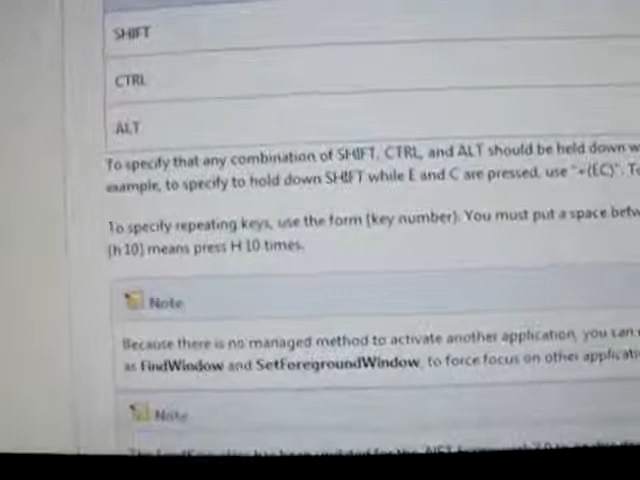 SHIFT
CTRL
ALT
To specify that any combination of SHIFT, CTRL, and ALT should be held down w
example, to specify to hold down SHIFT while E and C are pressed, use "+(EC)". To
To specify repeating keys, use the form {key number}. You must put a space betw
{h 10} means press H 10 times.
Note
Because there is no managed method to activate another application, you can
as FindWindow and SetForegroundWindow, to force focus on other applicati
Note